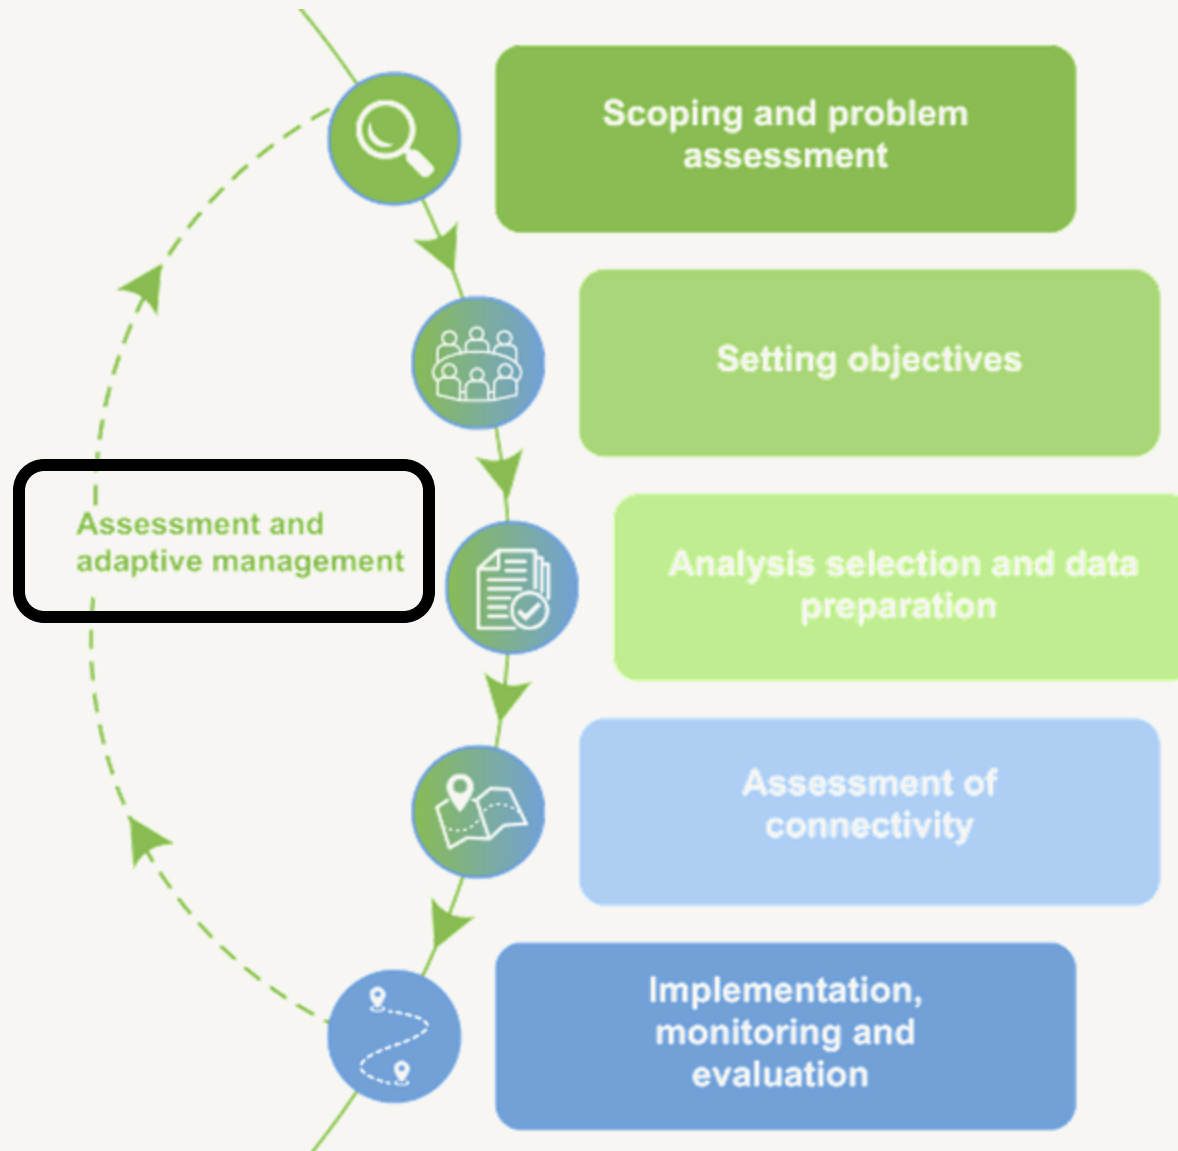 Scoping and problem
assessment
Setting objectives
Assessment and
adaptive management
Analysis selection and data
preparation
Assessment of
connectivity
Implementation,
monitoring and
evaluation